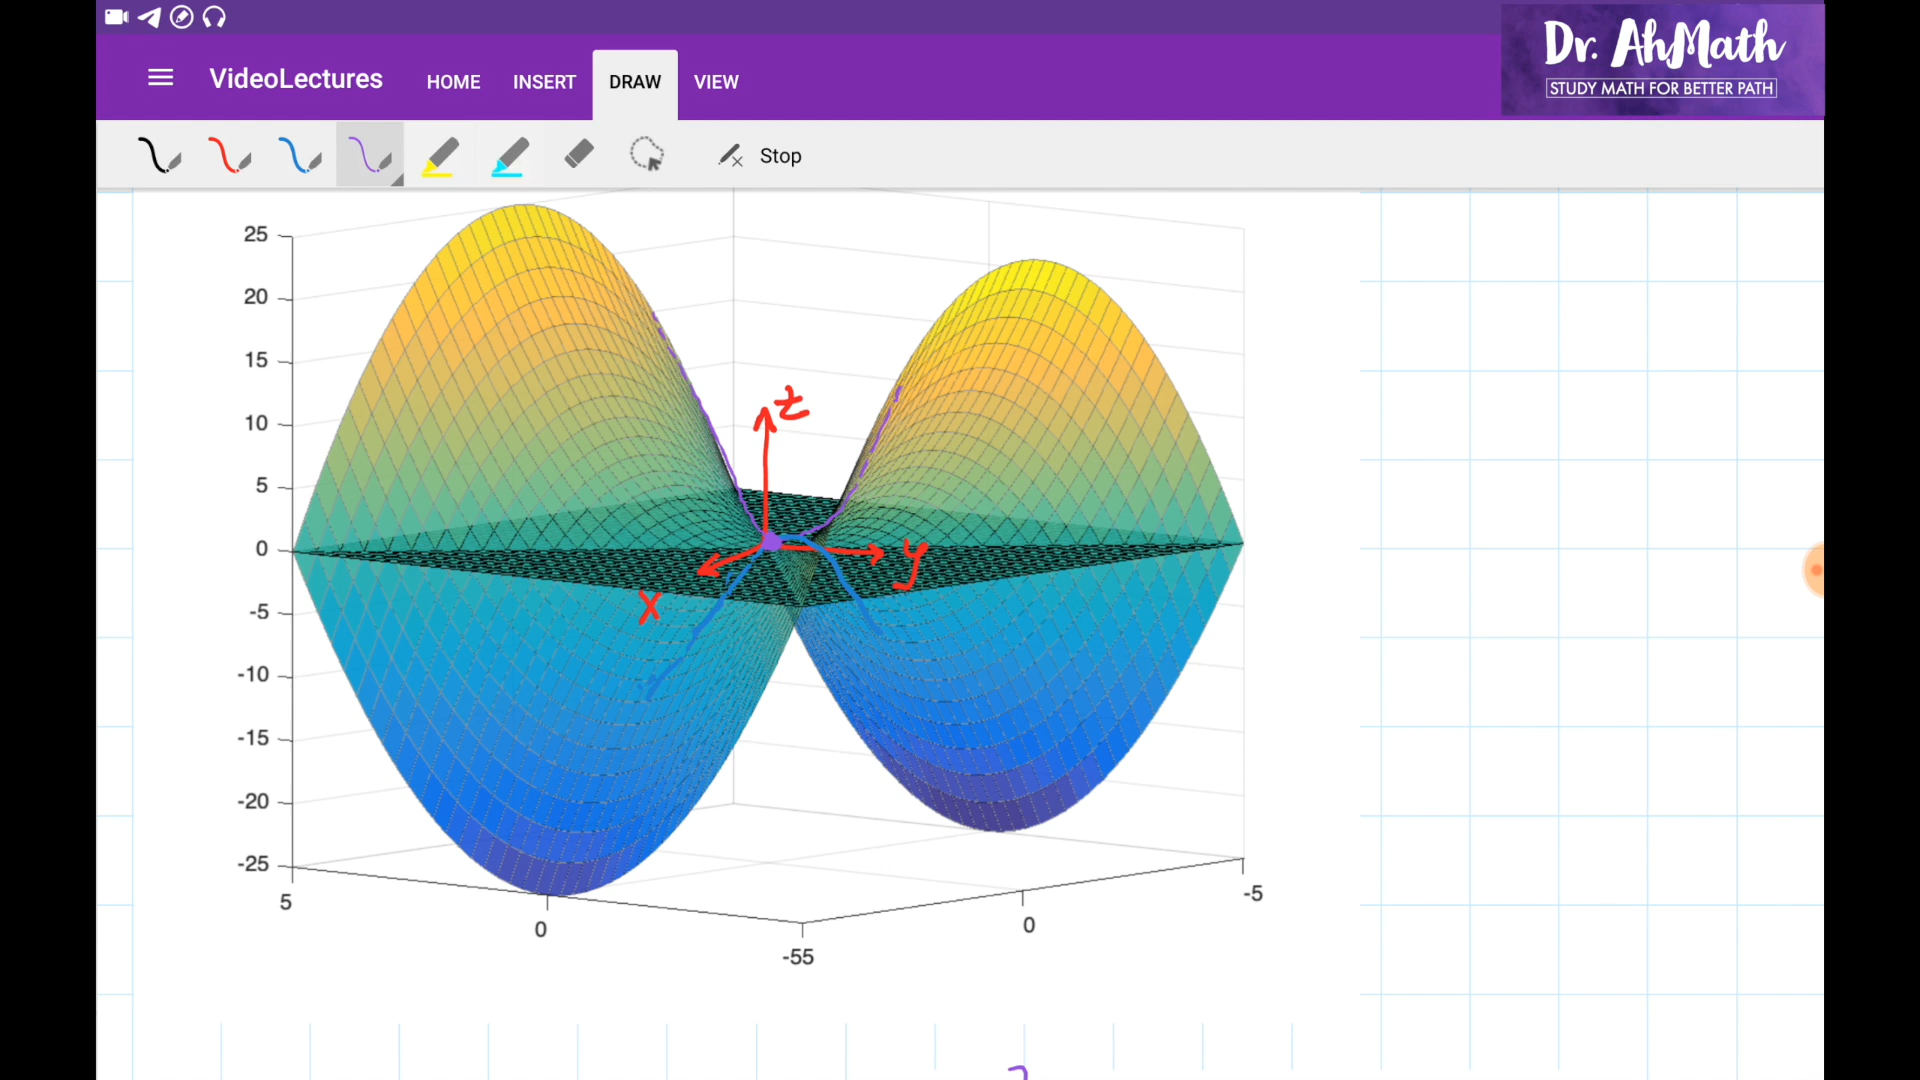 Dr. AhMath
STUDY MATH FOR BETTER PATH
VideoLectures HOME INSERT DRAW VIEW
Stop
25
20
15
10
5
0
-5
-10
-15
-20
-25
z
y
x
5
0
-55
0
-5